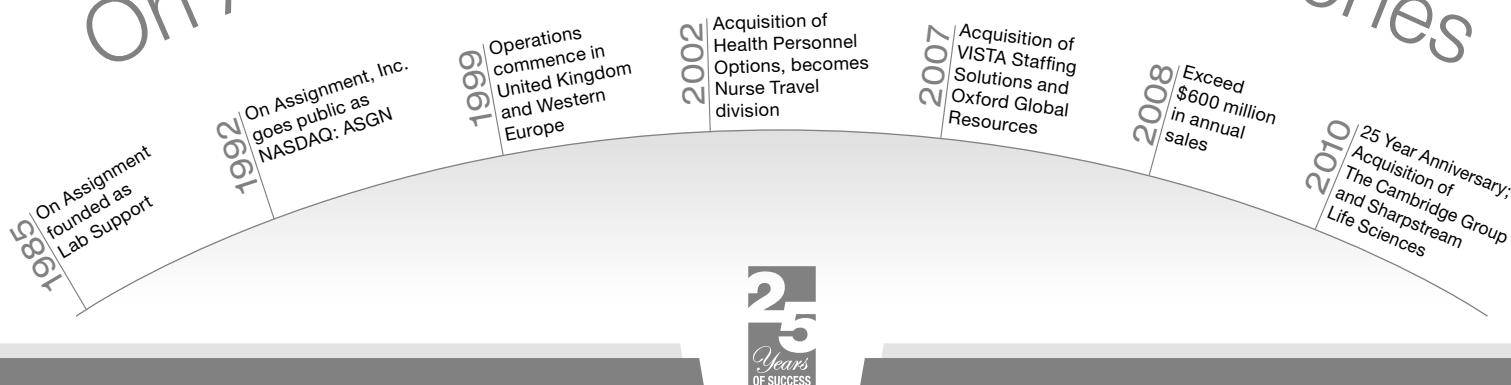 On
1985
On Assignment
founded as
Lab Support
1992
On Assignment, Inc.
goes public as
NASDAQ: ASGN
1999
Operations
commence in
United Kingdom
and Western
Europe
2002
Acquisition of
Health Personnel
Options, becomes
Nurse Travel
division
2007
Acquisition of
VISTA Staffing
Solutions and
Oxford Global
Resources
2008
Exceed
$600 million
in annual
sales
2010
25 Year Anniversary;
Acquisition of
The Cambridge Group
and Sharpstream
Life Sciences
25
Years
OF SUCCESS